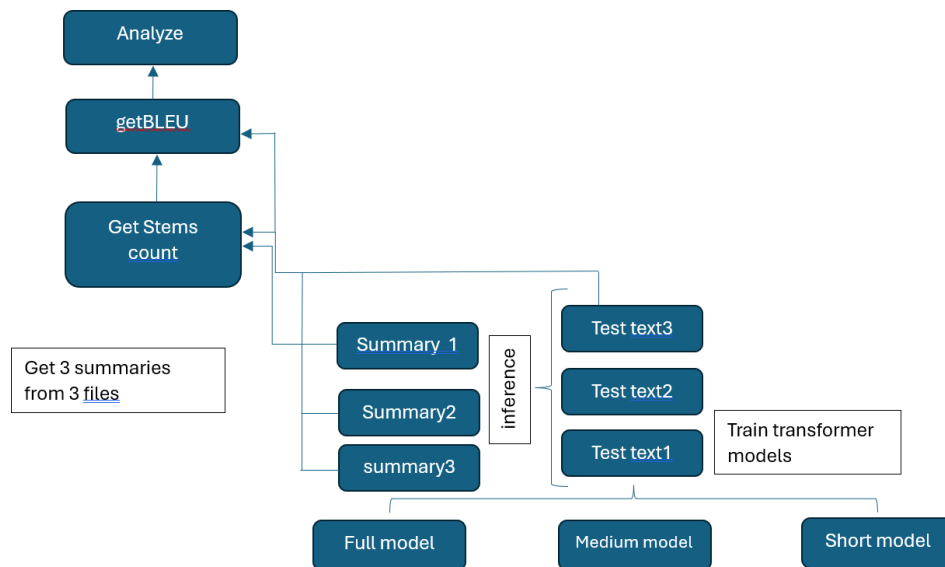 Analyze
getBLEU
Get Stems
count
Summary 1
Summary2
summary3
inference
Test text3
Test text2
Test text1
Get 3 summaries
from 3 files
Train transformer
models
Full model
Medium model
Short model